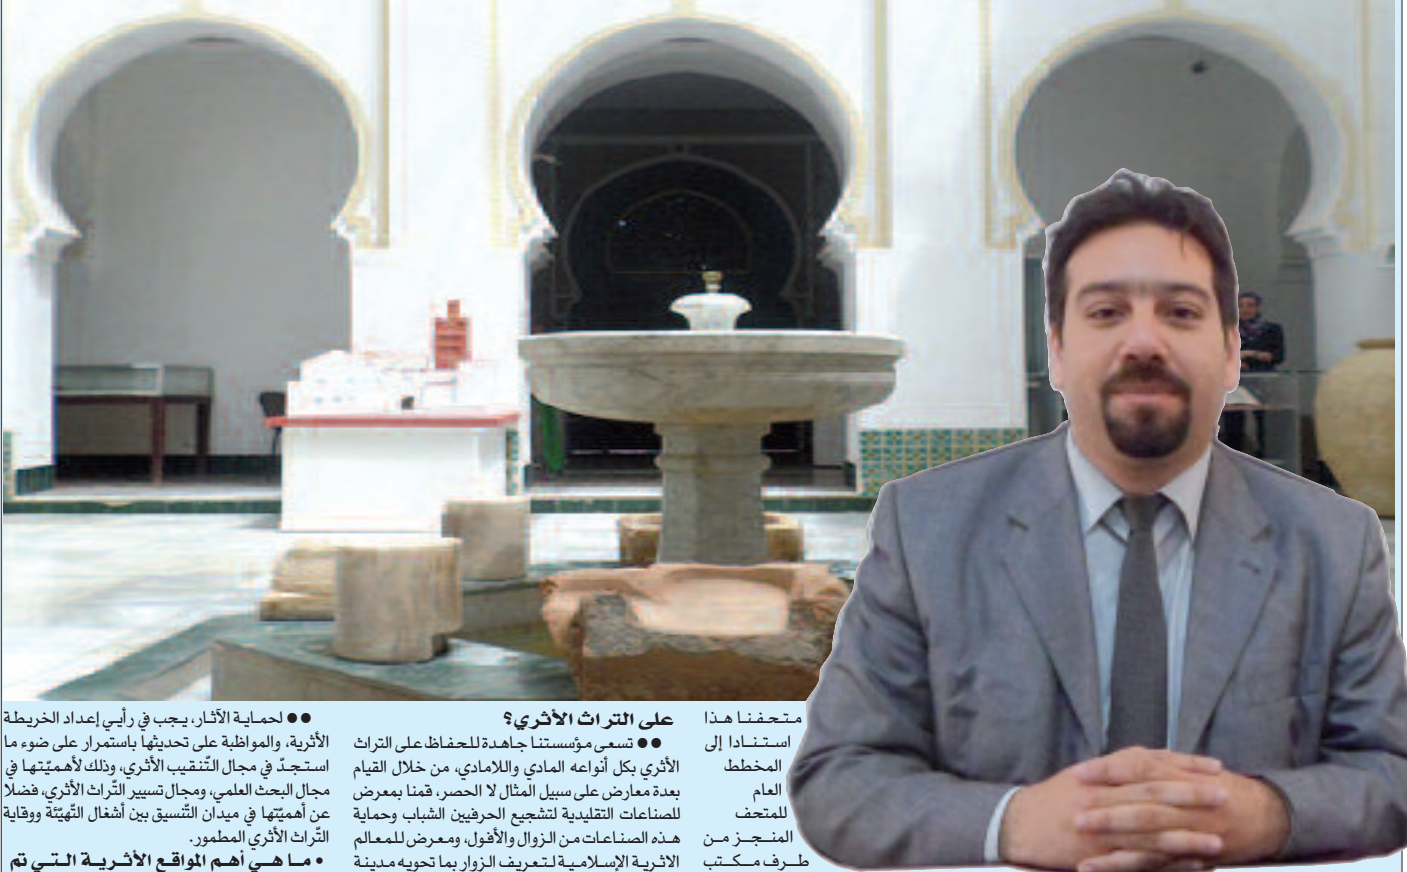 متحفنا هذا
استنادا إلى
المخطط
العام
للمتحف
المنجز من
طرف مكتب
على التراث الأثري؟
●● تسعى مؤسستنا جاهدة للحفاظ على التراث
الأثري بكل أنواعه المادي واللامادي، من خلال القيام
بعدة معارض على سبيل المثال لا الحصر، قمنا بمعرض
للصناعات التقليدية لتشجيع الحرفيين الشباب وحماية
هذه الصناعات من الزوال والأفول، ومعرض للمعالم
الاثرية الإسلامية لتعريف الزوار بما تحويه مدينة
●● لحماية الآثار، يجب في رأيي إعداد الخريطة
الأثرية، والمواظبة على تحديثها باستمرار على ضوء ما
استجدّ في مجال التّنقيب الأثري، وذلك لأهميّتها في
مجال البحث العلمي، ومجال تسيير التّراث الأثري، فضلا
عن أهميّتها في ميدان التّنسيق بين أشغال التّهيّئة ووقاية
التّراث الأثري المطمور.
• ما هي أهم المواقع الأثرية التي تم